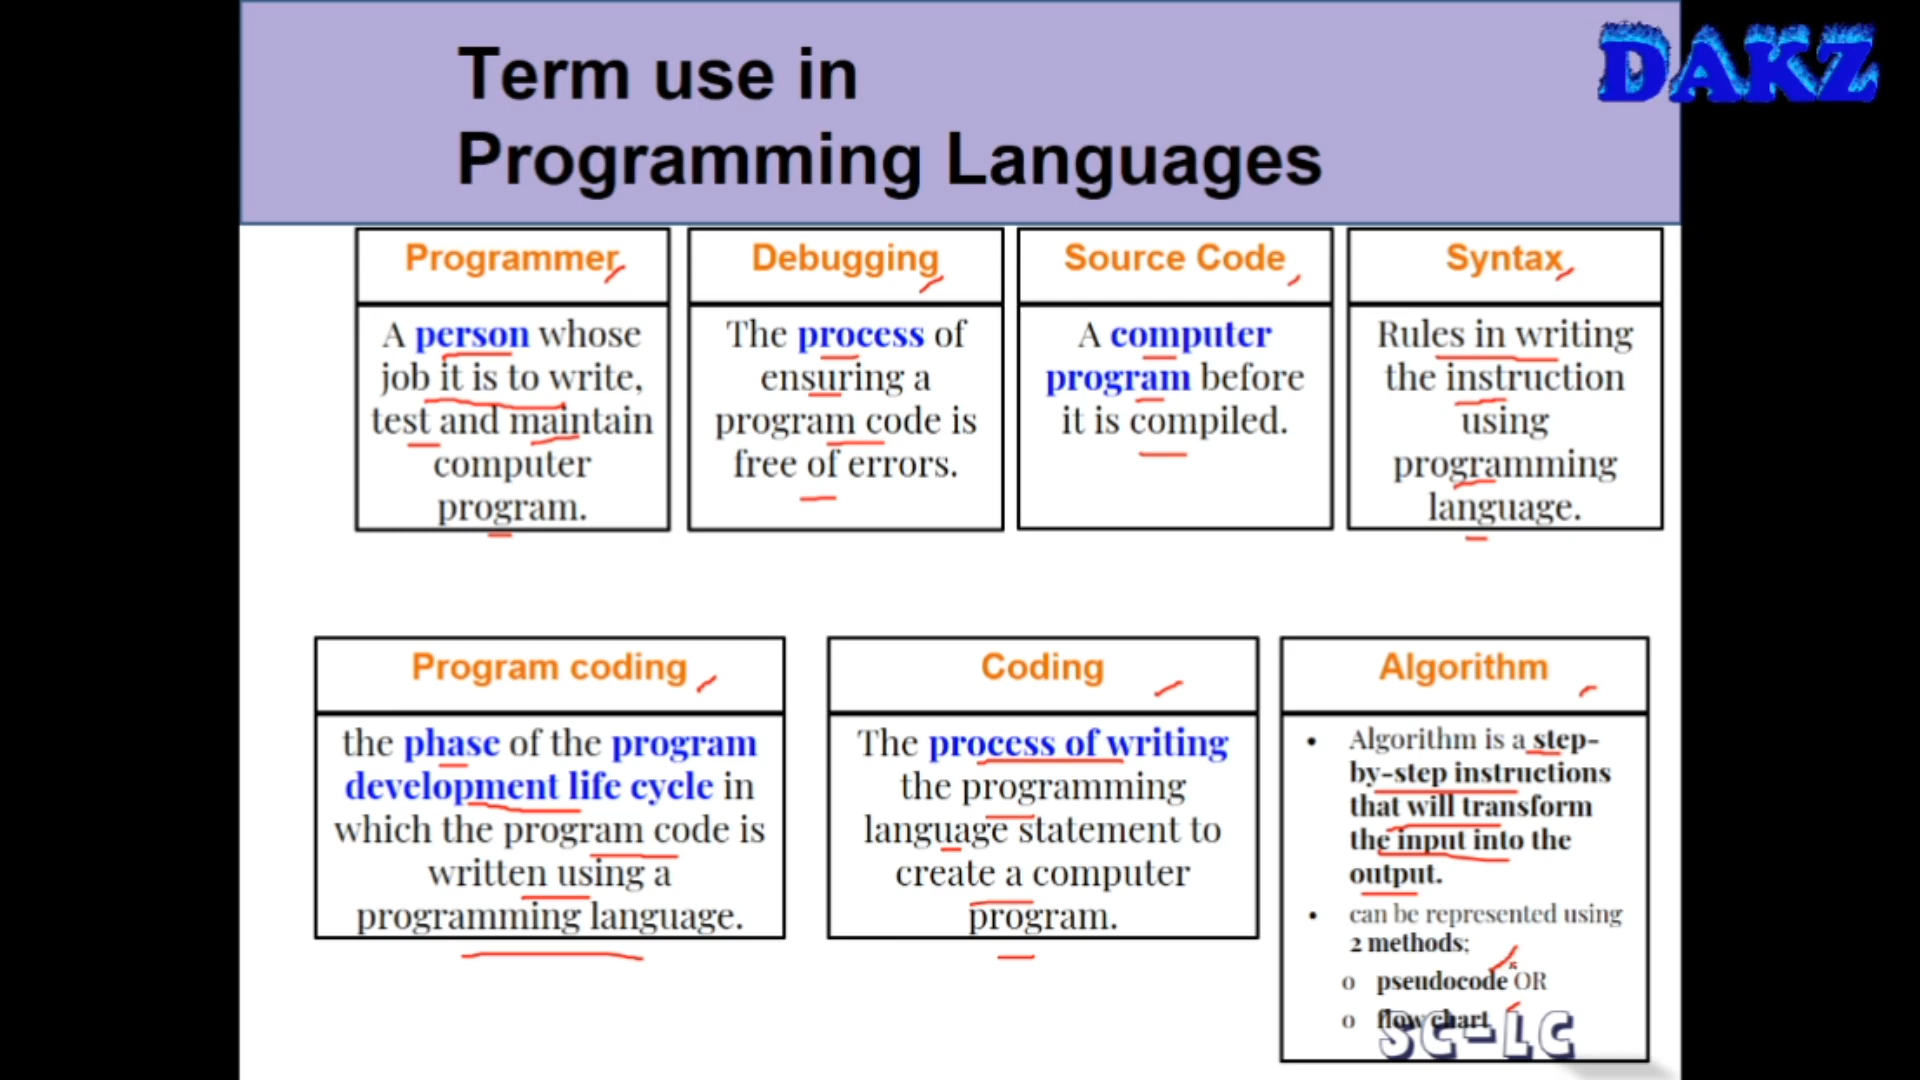 Term use in
Programming Languages
DAKZ
Programmer
A person whose
job it is to write,
test and maintain
computer
program.
Debugging
The process of
ensuring a
program code is
free of errors.
Source Code
A computer
program before
it is compiled.
Syntax
Rules in writing
the instruction
using
programming
language.
Program coding
the phase of the program
development life cycle in
which the program code is
written using a
programming language.
Coding
The process of writing
the programming
language statement to
create a computer
program.
Algorithm
• Algorithm is a step-
by-step instructions
that will transform
the input into the
output.
• can be represented using
2 methods;
o pseudocode OR
o flow chart
SC-LC